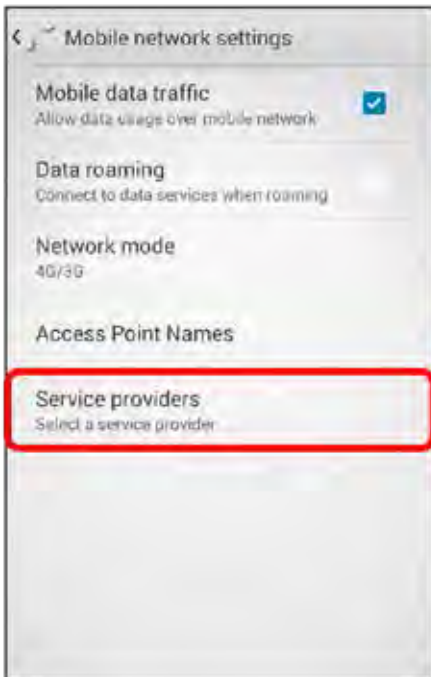 Mobile network settings
Mobile data traffic
Allow data usage over mobile network
Data roaming
Connect to data services when roaming
Network mode
4G/3G
Access Point Names
Service providers
Select a service provider